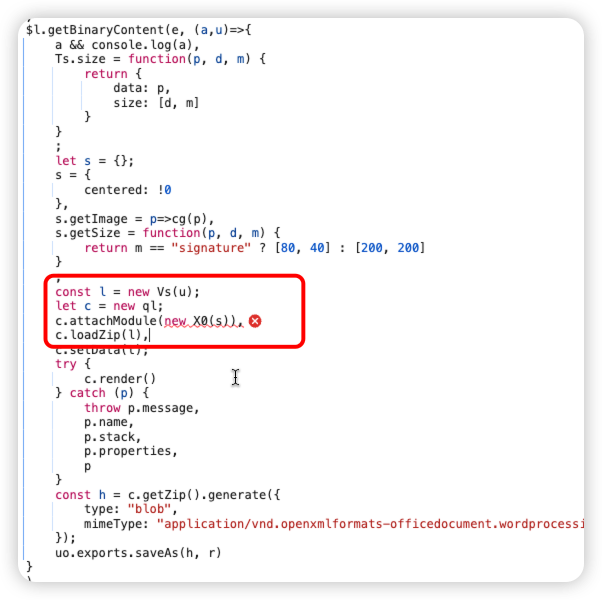 $l.getBinaryContent(e, (a,u)=>{
a && console.log(a),
Ts.size = function(p, d, m) {
return {
data: p,
size: [d, m]
}
}
;
let s = {};
s = {
centered: !0
},
s.getImage = p=>cg(p),
s.getSize = function(p, d, m) {
return m == "signature" ? [80, 40] : [200, 200]
}
;
const l = new Vs(u);
let c = new ql;
c.attachModule(new X0(s)),
c.loadZip(l),
c.setData(t);
try {
c.render()
} catch (p) {
throw p.message,
p.name,
p.stack,
p.properties,
p
}
const h = c.getZip().generate({
type: "blob",
mimeType: "application/vnd.openxmlformats-officedocument.wordprocessi
});
uo.exports.saveAs(h, r)
}
)